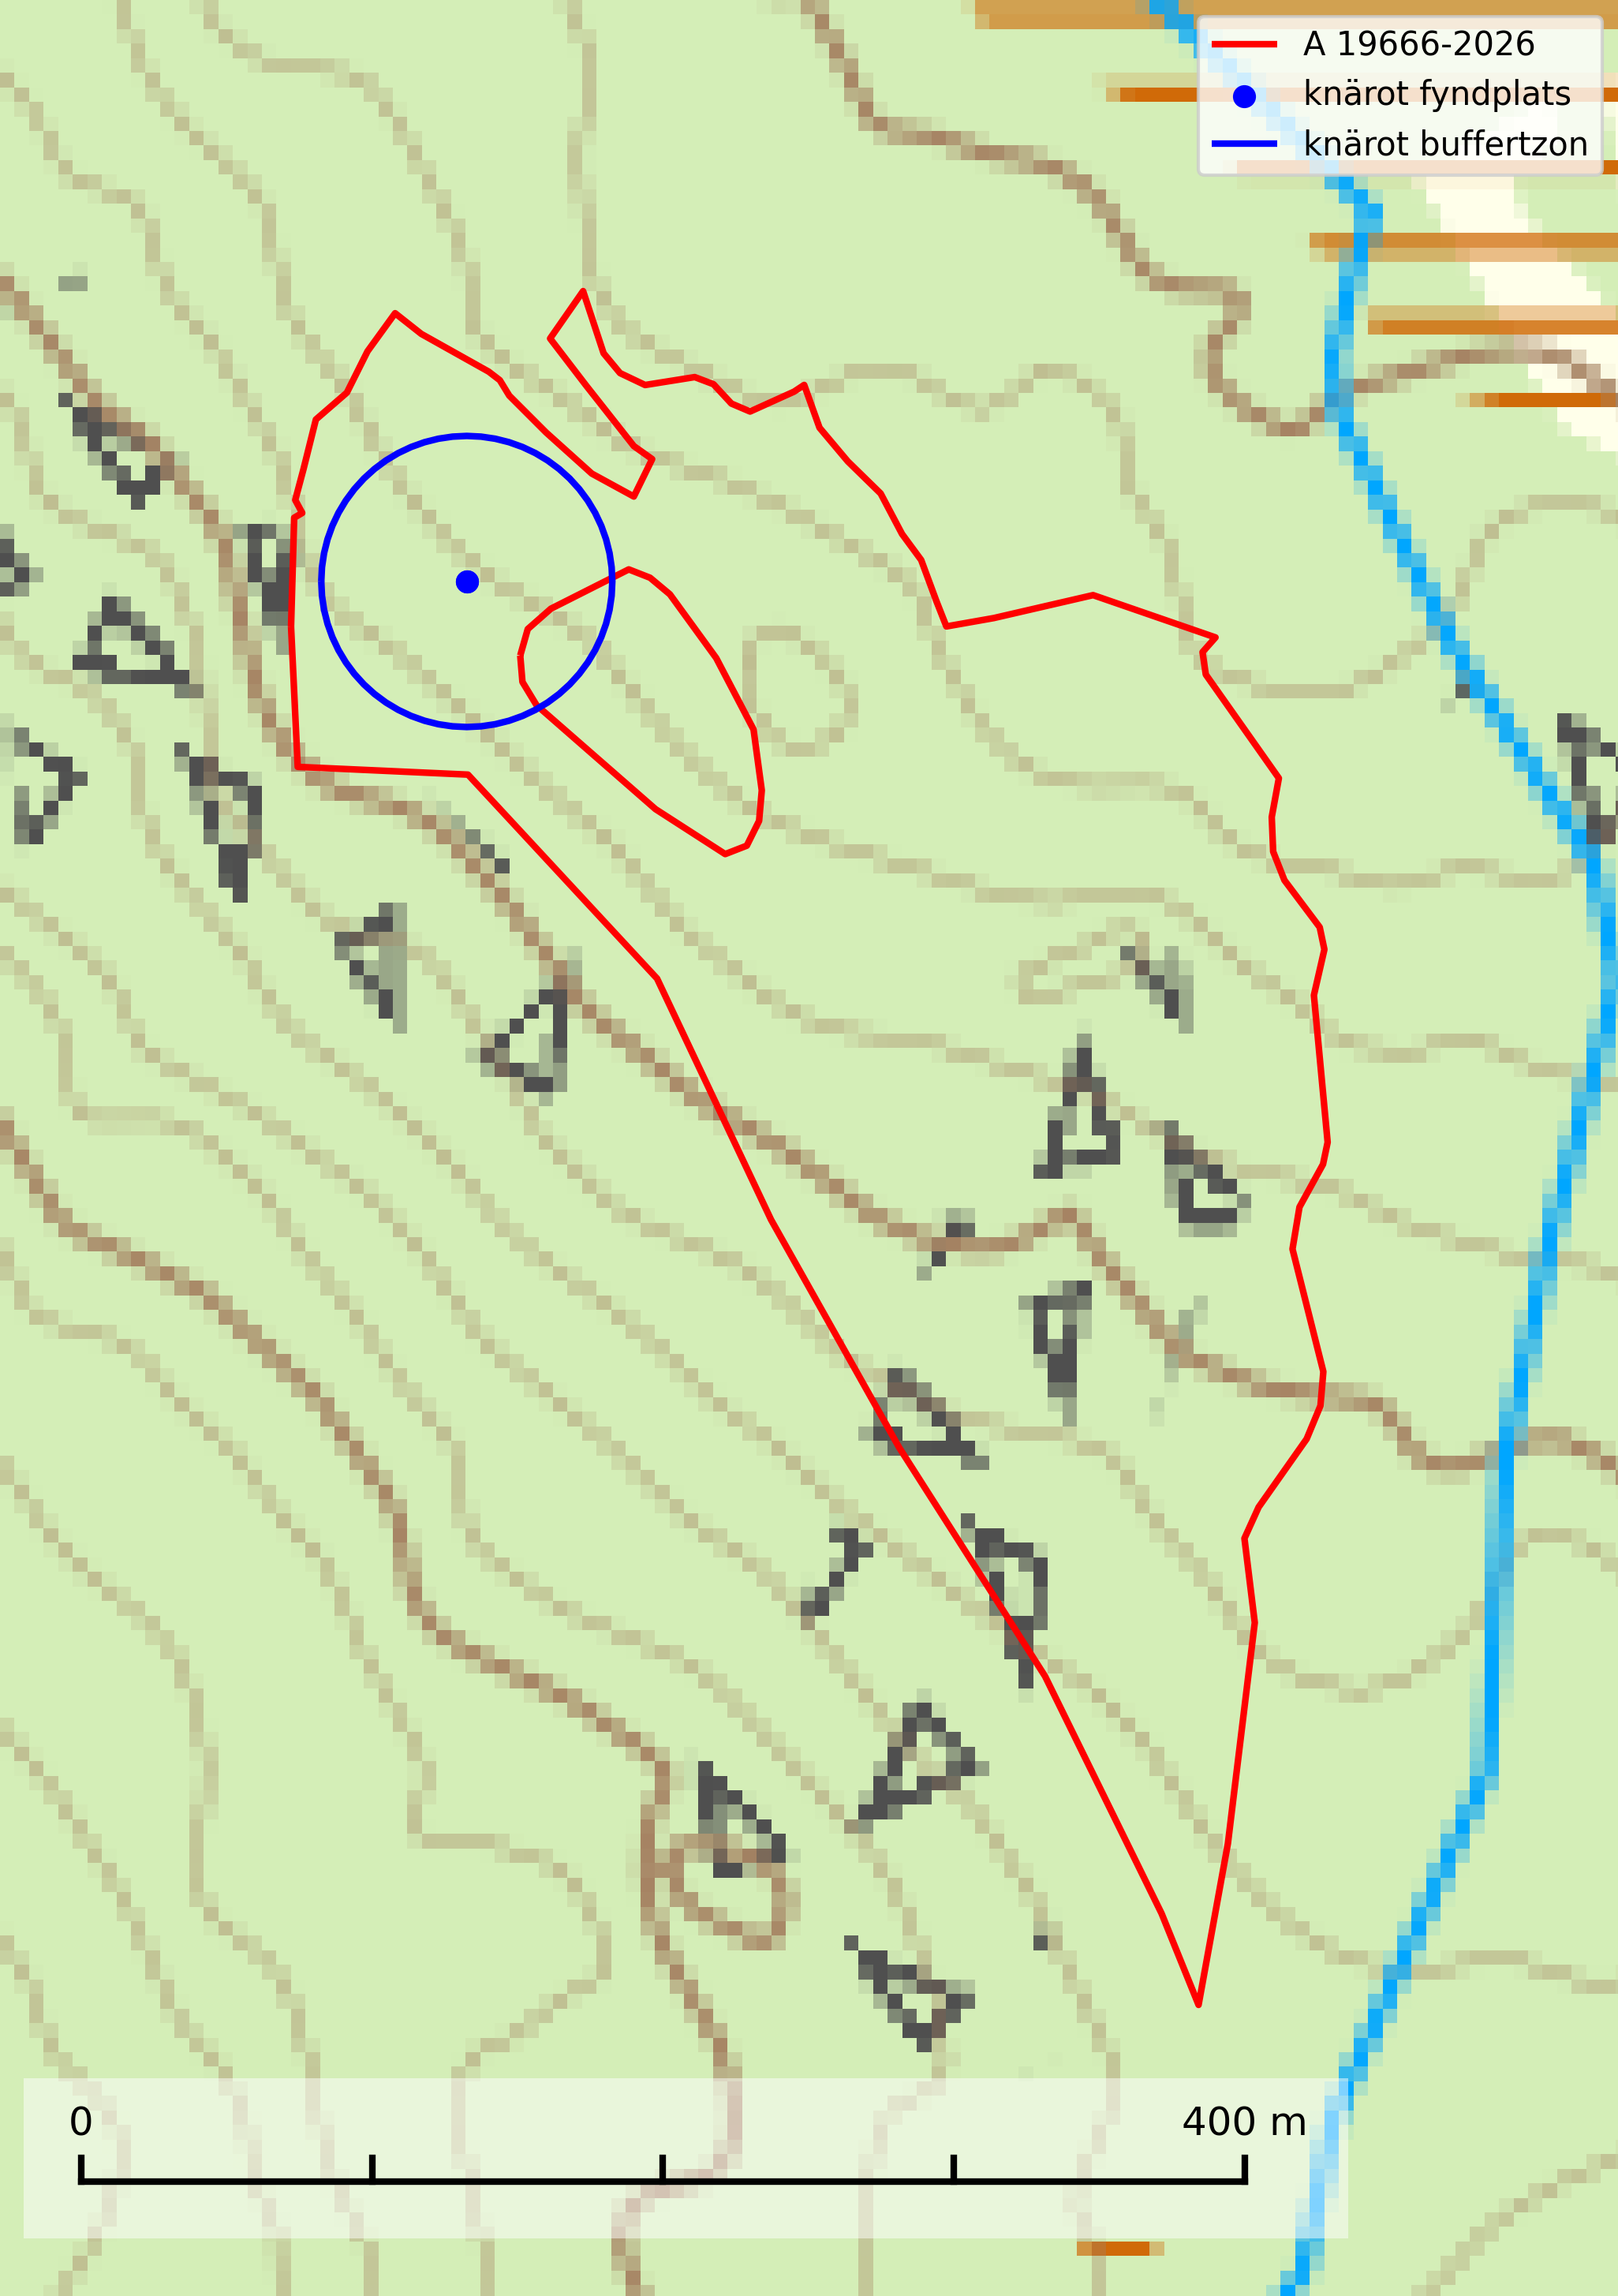 A 19666-2026
knärot fyndplats
knärot buffertzon
0
400 m